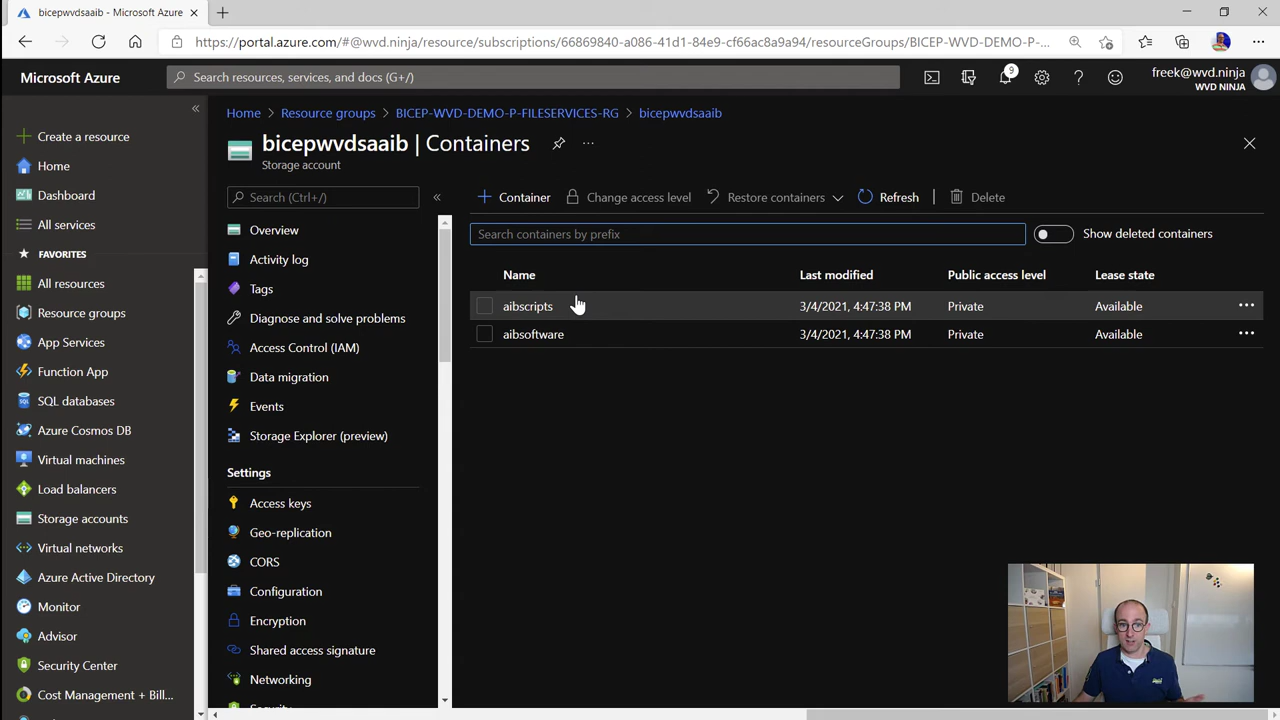 bicepwvdsaaib - Microsoft Azure
https://portal.azure.com/#@wvd.ninja/resource/subscriptions/66869840-a086-41d1-84e9-cf66ac8a9a94/resourceGroups/BICEP-WVD-DEMO-P-...
Microsoft Azure
Search resources, services, and docs (G+/)
9
freek@wvd.ninja
WVD NINJA
Create a resource
Home
Dashboard
All services
FAVORITES
All resources
Resource groups
App Services
Function App
SQL databases
Azure Cosmos DB
Virtual machines
Load balancers
Storage accounts
Virtual networks
Azure Active Directory
Monitor
Advisor
Security Center
Cost Management + Bill...
Home > Resource groups > BICEP-WVD-DEMO-P-FILESERVICES-RG > bicepwvdsaaib
bicepwvdsaaib | Containers
Storage account
Search (Ctrl+/)
Overview
Activity log
Tags
Diagnose and solve problems
Access Control (IAM)
Data migration
Events
Storage Explorer (preview)
Settings
Access keys
Geo-replication
CORS
Configuration
Encryption
Shared access signature
Networking
Container
Change access level
Restore containers
Refresh
Delete
Search containers by prefix
Show deleted containers
Name Last modified Public access level Lease state
aibscripts 3/4/2021, 4:47:38 PM Private Available
aibsoftware 3/4/2021, 4:47:38 PM Private Available